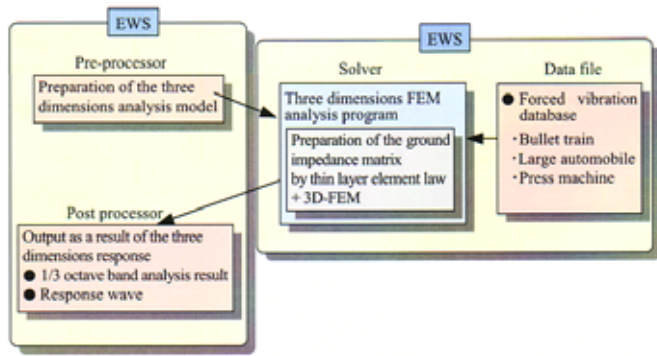 EWS
Pre-processor
Preparation of the three
dimensions analysis model
Post processor
Output as a result of the three
dimensions response
● 1/3 octave band analysis result
● Response wave
EWS
Solver
Three dimensions FEM
analysis program
Preparation of the ground
impedance matrix
by thin layer element law
+ 3D-FEM
Data file
● Forced vibration
database
・Bullet train
・Large automobile
・Press machine